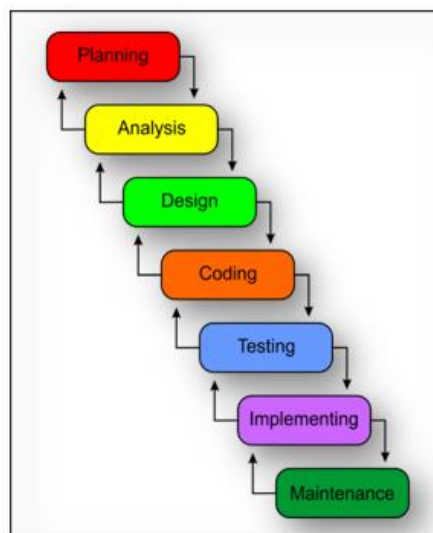 Planning
Analysis
Design
Coding
Testing
Implementing
Maintenance